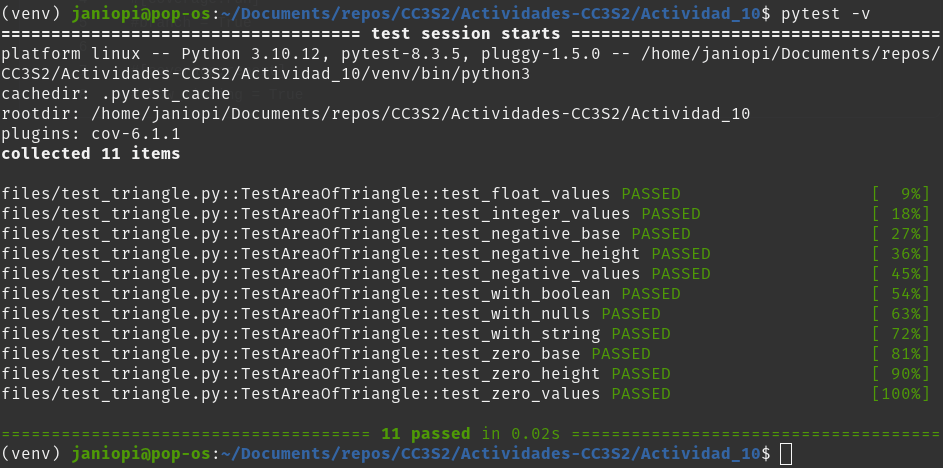 (venv) janiopi@pop-os:~/Documents/repos/CC3S2/Actividades-CC3S2/Actividad_10$ pytest -v
==================================== test session starts =====================================
platform linux -- Python 3.10.12, pytest-8.3.5, pluggy-1.5.0 -- /home/janiopi/Documents/repos/
CC3S2/Actividades-CC3S2/Actividad_10/venv/bin/python3
cachedir: .pytest_cache
rootdir: /home/janiopi/Documents/repos/CC3S2/Actividades-CC3S2/Actividad_10
plugins: cov-6.1.1
collected 11 items
files/test_triangle.py::TestAreaOfTriangle::test_float_values PASSED                   [  9%]
files/test_triangle.py::TestAreaOfTriangle::test_integer_values PASSED                 [ 18%]
files/test_triangle.py::TestAreaOfTriangle::test_negative_base PASSED                  [ 27%]
files/test_triangle.py::TestAreaOfTriangle::test_negative_height PASSED                [ 36%]
files/test_triangle.py::TestAreaOfTriangle::test_negative_values PASSED                [ 45%]
files/test_triangle.py::TestAreaOfTriangle::test_with_boolean PASSED                   [ 54%]
files/test_triangle.py::TestAreaOfTriangle::test_with_nulls PASSED                     [ 63%]
files/test_triangle.py::TestAreaOfTriangle::test_with_string PASSED                    [ 72%]
files/test_triangle.py::TestAreaOfTriangle::test_zero_base PASSED                      [ 81%]
files/test_triangle.py::TestAreaOfTriangle::test_zero_height PASSED                    [ 90%]
files/test_triangle.py::TestAreaOfTriangle::test_zero_values PASSED                    [100%]
===================================== 11 passed in 0.02s =====================================
(venv) janiopi@pop-os:~/Documents/repos/CC3S2/Actividades-CC3S2/Actividad_10$